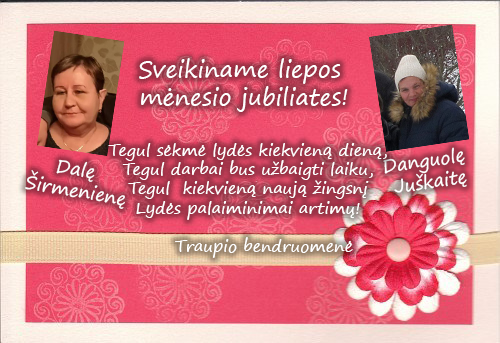 Sveikiname liepos
mėnesio jubiliates!
Tegul sėkmė lydės kiekvieną dieną,
Tegul darbai bus užbaigti laiku,
Tegul kiekvieną naują žingsnį
Lydės palaiminimai artimų!
Dalę
Širmenienę
Danguolę
Juškaitę
Traupio bendruomenė